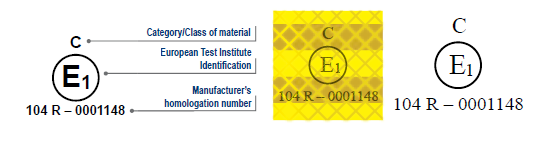 Category/Class of material
C
European Test Institute
Identification
E1
Manufacturer's
homologation number
104 R – 0001148
C
E1
104 R – 0001148
C
E1
104 R – 0001148